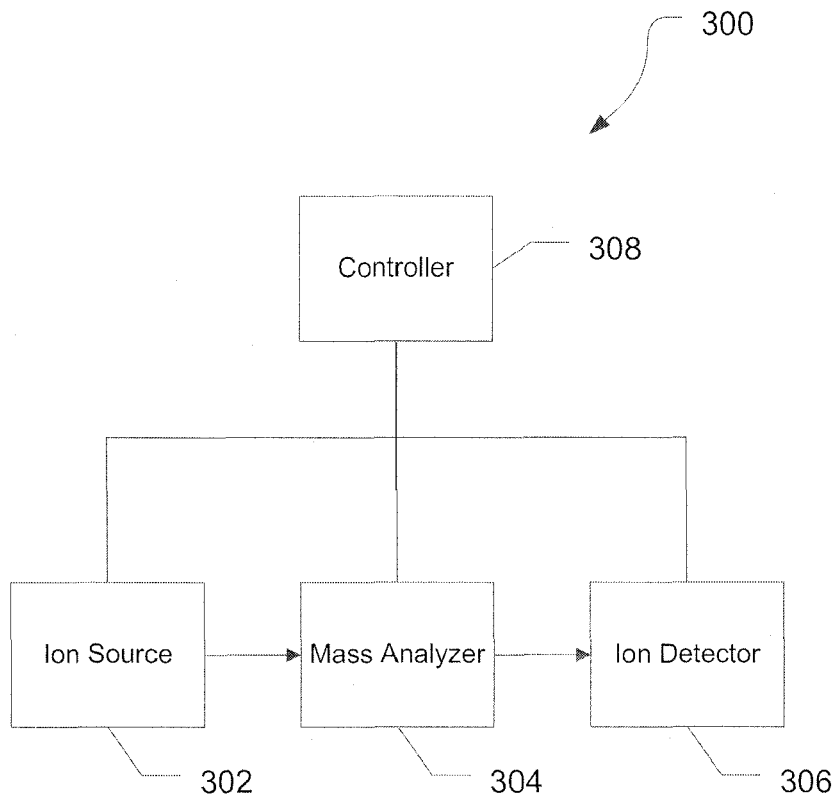 300
Controller
308
Ion Source
Mass Analyzer
Ion Detector
302
304
306